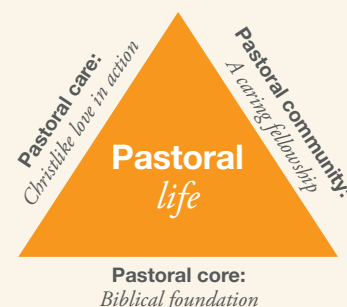 Pastoral care:
Christlike love in action
Pastoral community:
A caring fellowship
Pastoral
life
Pastoral core:
Biblical foundation